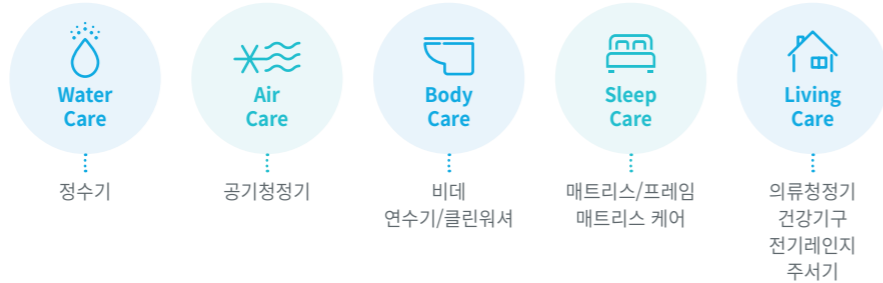 Water
Care
정수기
Air
Care
공기청정기
Body
Care
비데
연수기/클린워셔
Sleep
Care
매트리스/프레임
매트리스 케어
Living
Care
의류청정기
건강기구
전기레인지
주서기